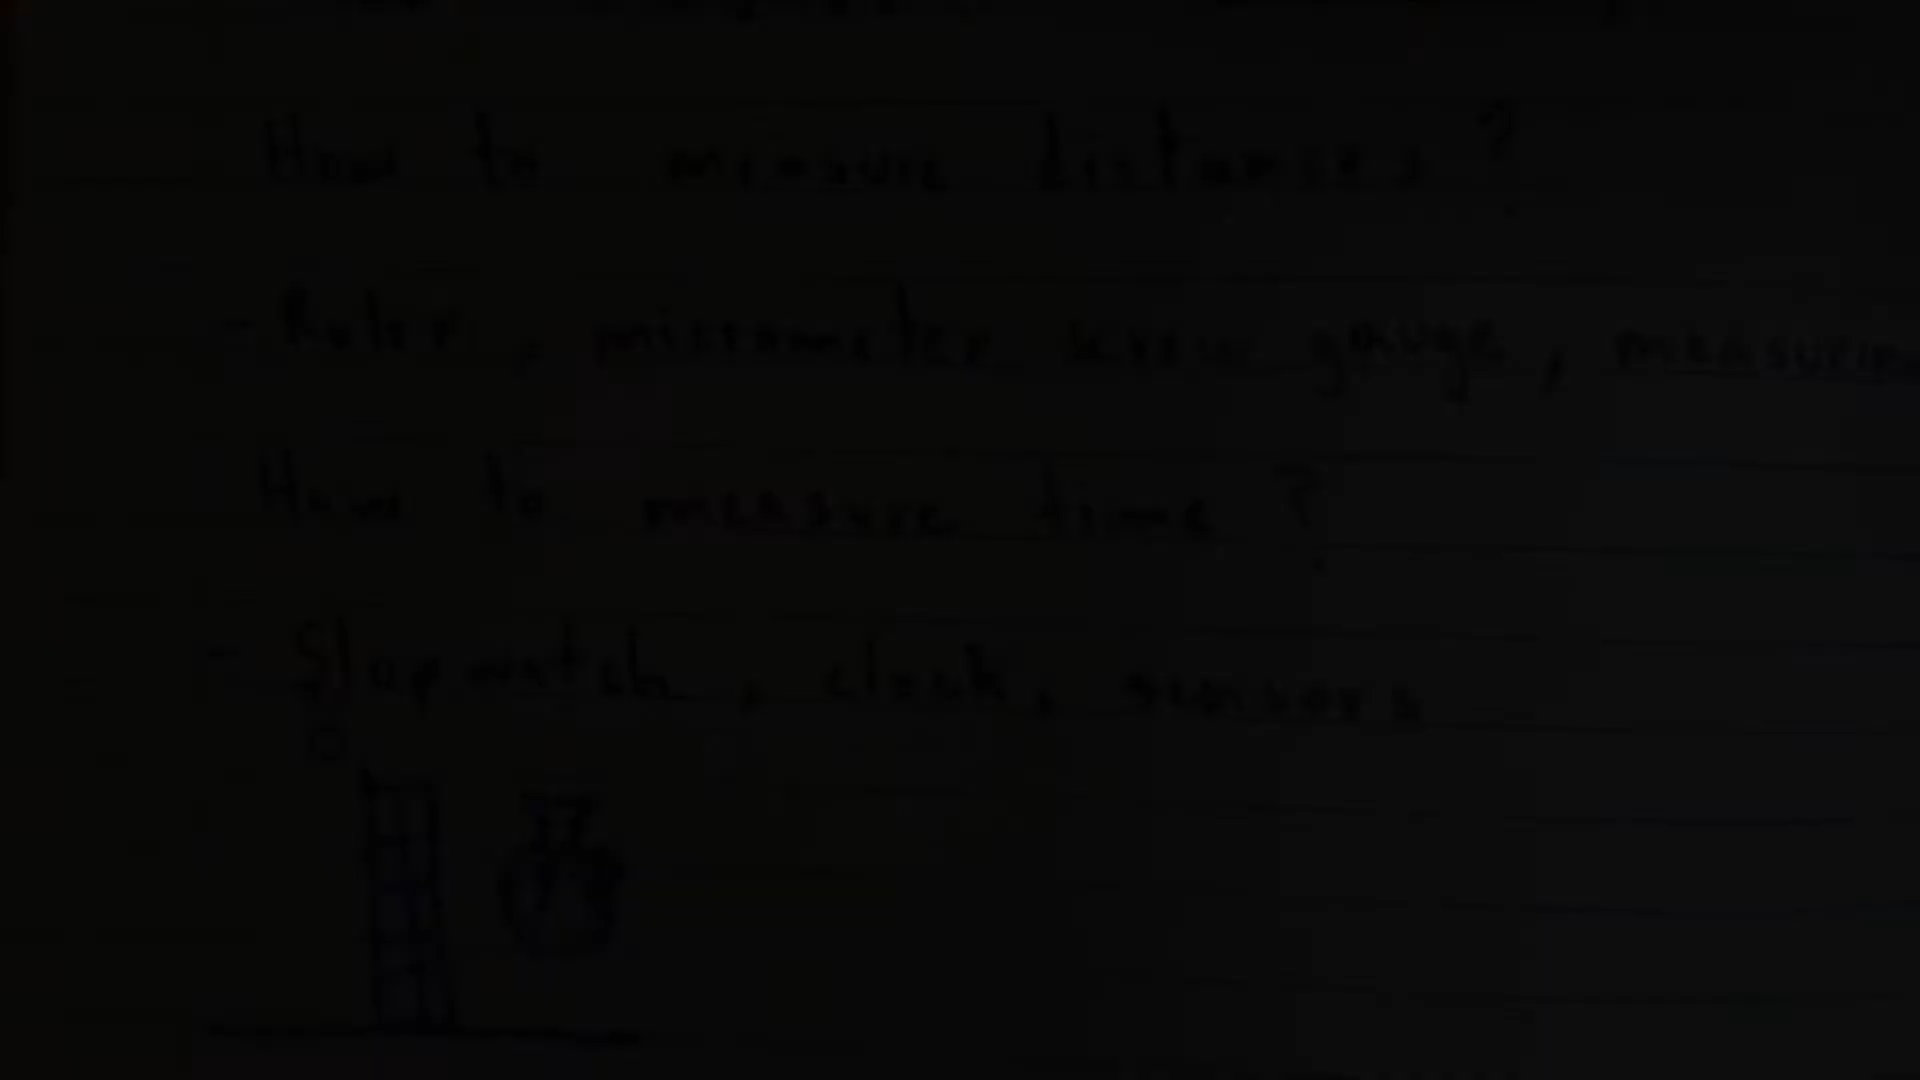 How to measure distances ?
- Ruler , micrometer screw gauge , measuring
How to measure time ?
- Stopwatch , clock , sensors